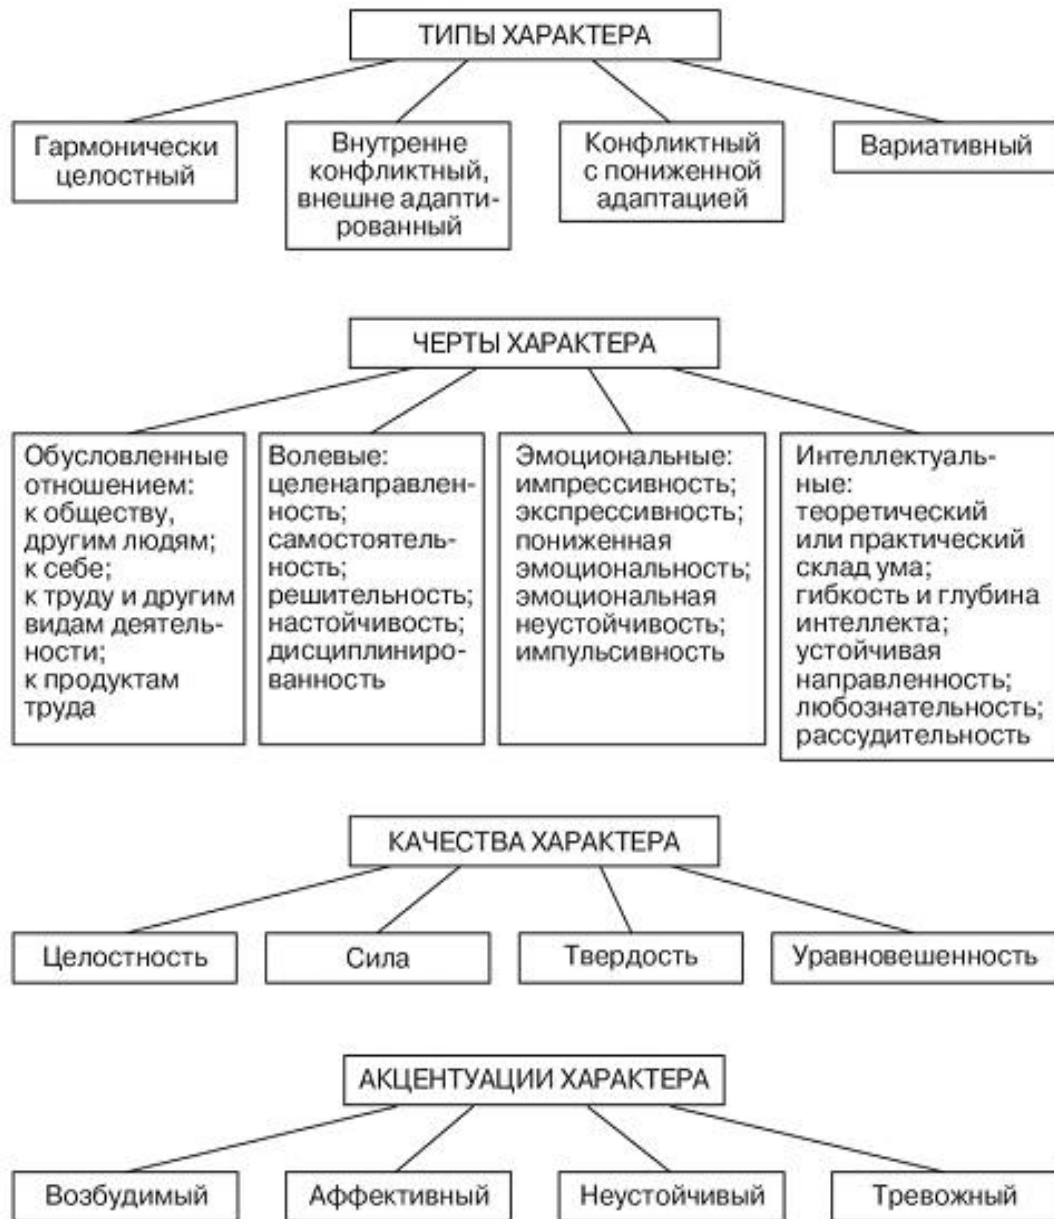 ТИПЫ ХАРАКТЕРА
Гармонически
целостный
Внутренне
конфликтный,
внешне адапти-
рованный
Конфликтный
с пониженной
адаптацией
Вариативный
ЧЕРТЫ ХАРАКТЕРА
Обусловленные
отношением:
к обществу,
другим людям;
к себе;
к труду и другим
видам деятель-
ности;
к продуктам
труда
Волевые:
целенаправлен-
ность;
самостоятель-
ность;
решительность;
настойчивость;
дисциплиниро-
ванность
Эмоциональные:
импрессивность;
экспрессивность;
пониженная
эмоциональность;
эмоциональная
неустойчивость;
импульсивность
Интеллектуаль-
ные:
теоретический
или практический
склад ума;
гибкость и глубина
интеллекта;
устойчивая
направленность;
любознательность;
рассудительность
КАЧЕСТВА ХАРАКТЕРА
Целостность
Сила
Твердость
Уравновешенность
АКЦЕНТУАЦИИ ХАРАКТЕРА
Возбудимый
Аффективный
Неустойчивый
Тревожный